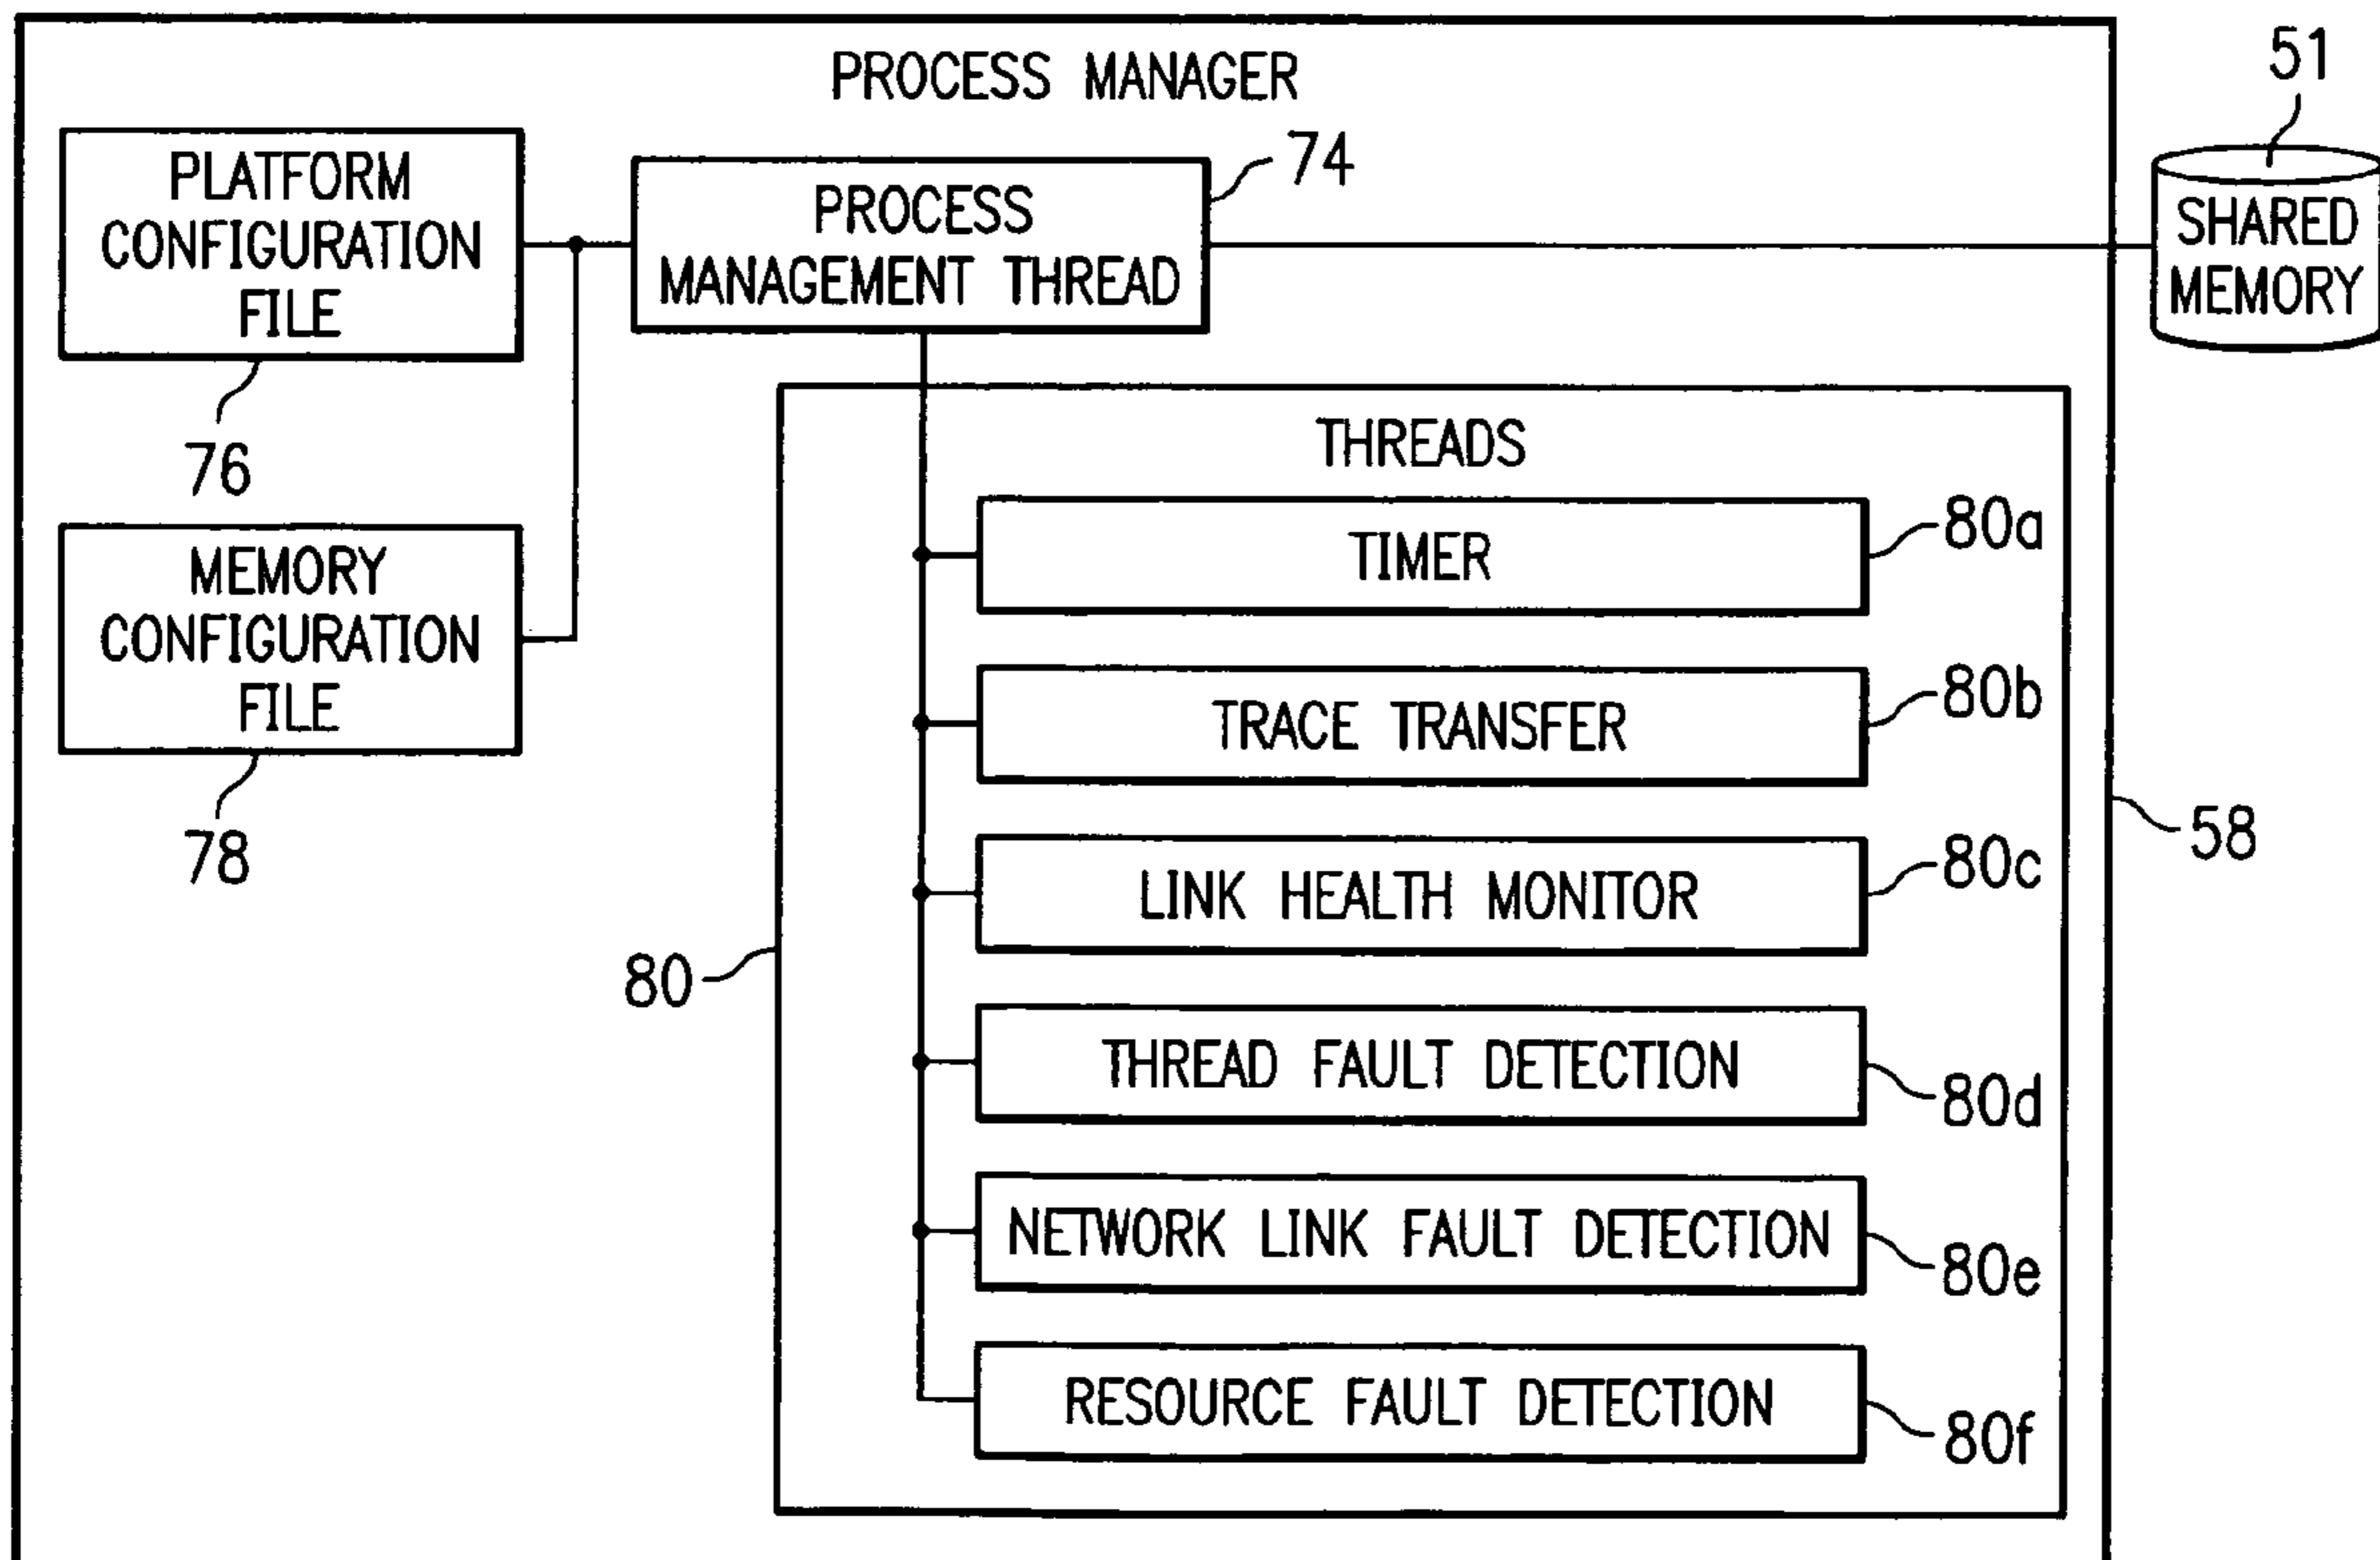 PROCESS MANAGER
51
PLATFORM
CONFIGURATION
FILE
76
PROCESS
MANAGEMENT THREAD
74
SHARED
MEMORY
MEMORY
CONFIGURATION
FILE
78
THREADS
TIMER
80a
TRACE TRANSFER
80b
LINK HEALTH MONITOR
80c
58
80
THREAD FAULT DETECTION
80d
NETWORK LINK FAULT DETECTION
80e
RESOURCE FAULT DETECTION
80f